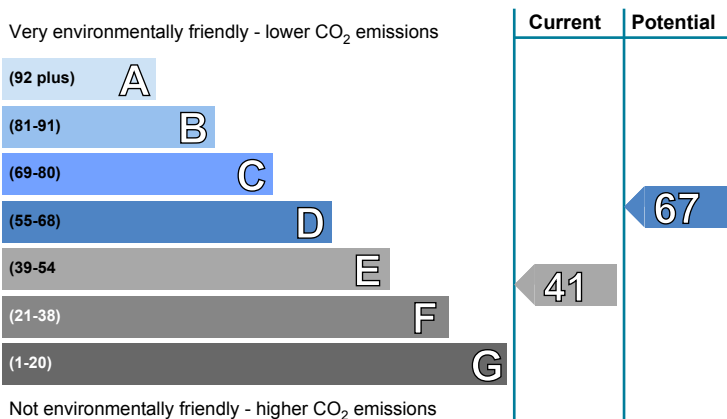 Very environmentally friendly - lower CO2 emissions
Current
Potential
(92 plus) A
(81-91) B
(69-80) C
(55-68) D
67
(39-54 E
41
(21-38) F
(1-20) G
Not environmentally friendly - higher CO2 emissions